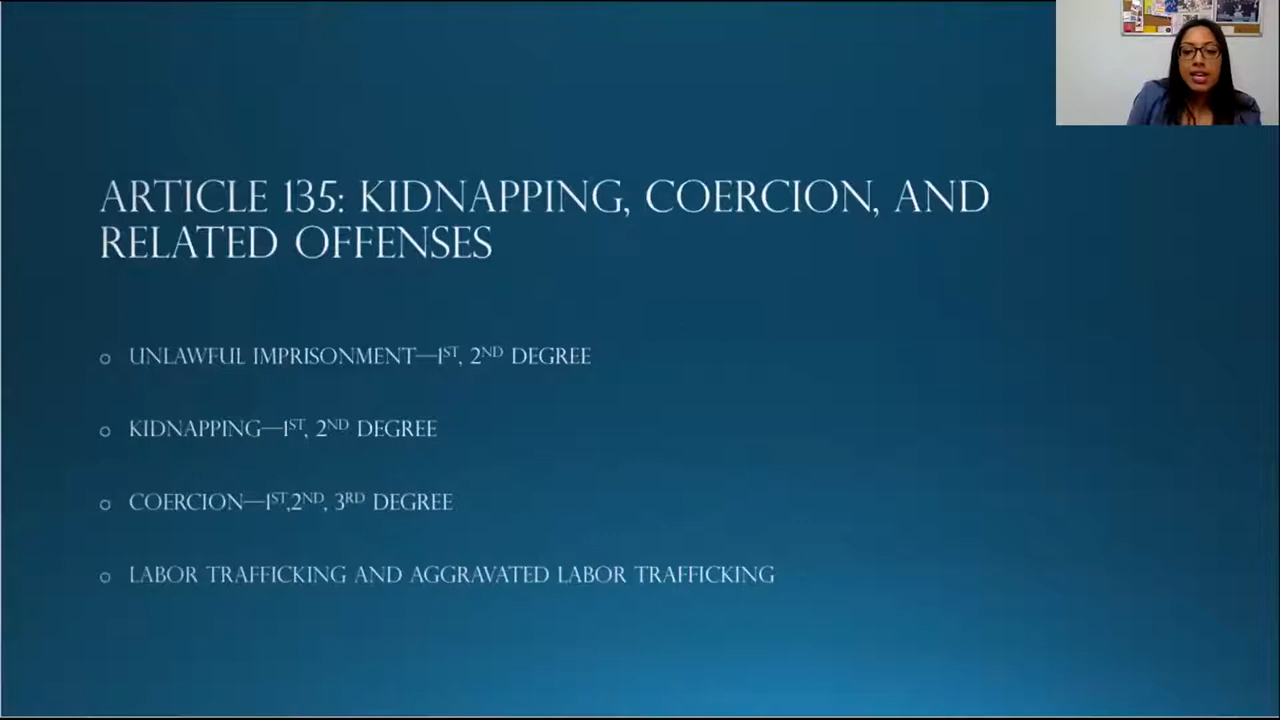 ARTICLE 135: KIDNAPPING, COERCION, AND
RELATED OFFENSES
UNLAWFUL IMPRISONMENT—1ST, 2ND DEGREE
KIDNAPPING—1ST, 2ND DEGREE
COERCION—1ST,2ND, 3RD DEGREE
LABOR TRAFFICKING AND AGGRAVATED LABOR TRAFFICKING